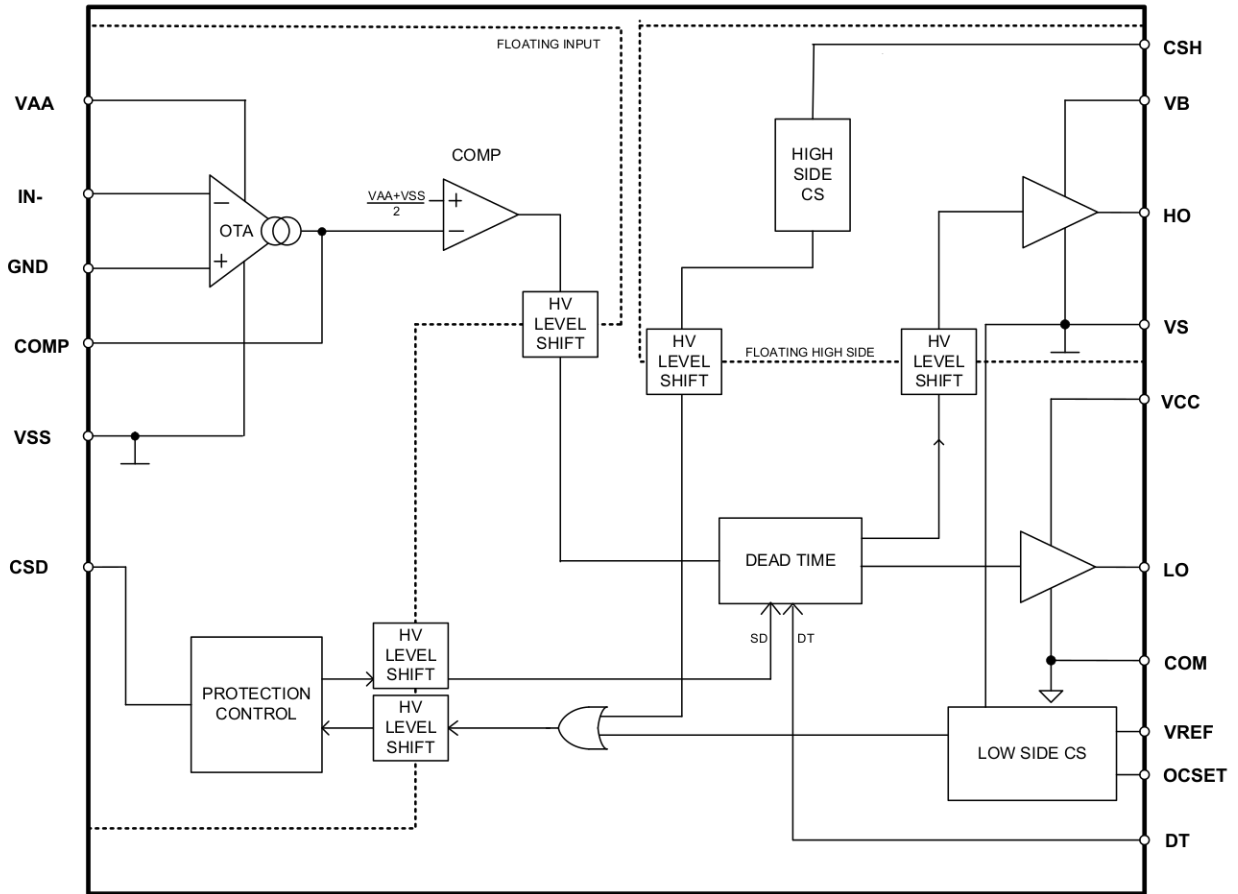 FLOATING INPUT
CSH
VAA
VB
COMP
HIGH
SIDE
CS
IN-
VAA+VSS
2
+
−
−
OTA
+
HO
GND
HV
LEVEL
SHIFT
VS
COMP
HV
LEVEL
SHIFT
FLOATING HIGH SIDE
HV
LEVEL
SHIFT
VCC
VSS
CSD
DEAD TIME
LO
SD
DT
HV
LEVEL
SHIFT
COM
PROTECTION
CONTROL
HV
LEVEL
SHIFT
LOW SIDE CS
VREF
OCSET
DT